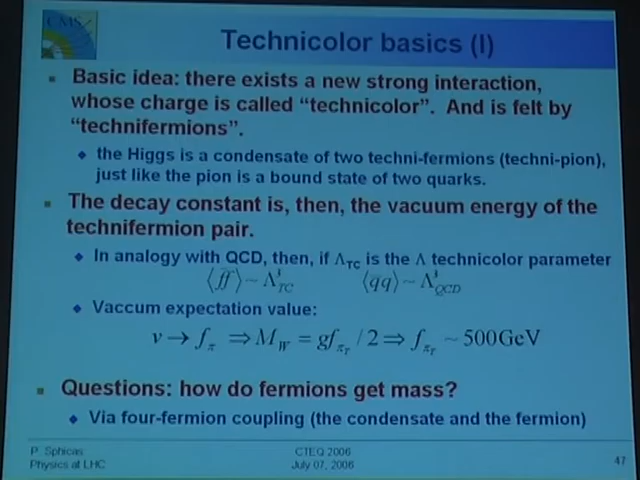 CMS
Technicolor basics (I)
Basic idea: there exists a new strong interaction,
whose charge is called "technicolor". And is felt by
"technifermions".
the Higgs is a condensate of two techni-fermions (techni-pion),
just like the pion is a bound state of two quarks.
The decay constant is, then, the vacuum energy of the
technifermion pair.
In analogy with QCD, then, if Λ_TC is the Λ technicolor parameter
⟨f̄f⟩ ~ Λ³_TC ⟨q̄q⟩ ~ Λ³_QCD
Vaccum expectation value:
v → f_π ⇒ M_W = gf_π_T / 2 ⇒ f_π_T ~ 500 GeV
Questions: how do fermions get mass?
Via four-fermion coupling (the condensate and the fermion)
P. Sphicas CTEQ 2006
Physics at LHC July 07, 2006 47